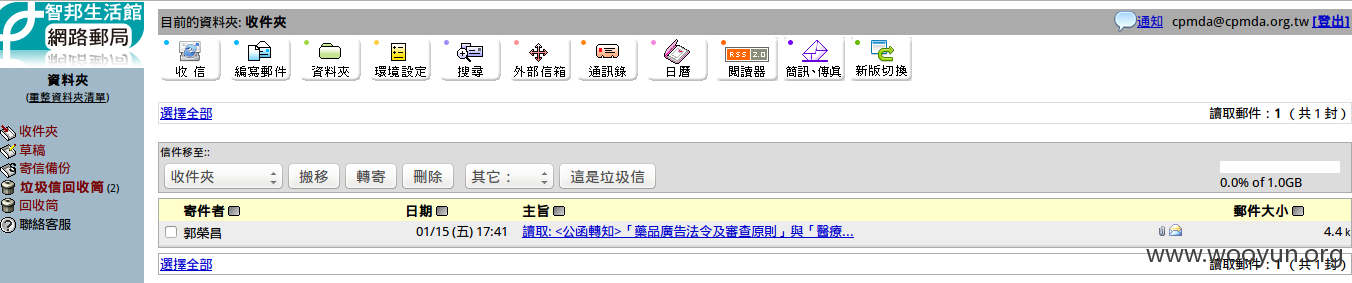 智邦生活館
網路郵局
目前的資料夾: 收件夾
通知 cpmda@cpmda.org.tw [登出]
收 信 編寫郵件 資料夾 環境設定 搜尋 外部信箱 通訊錄 日曆 RSS 2.0 閱讀器 簡訊、傳真 新版切換
資料夾
(重整資料夾清單)
收件夾
草稿
寄信備份
垃圾信回收筒 (2)
回收筒
聯絡客服
選擇全部 讀取郵件：1 （ 共 1 封 ）
信件移至::
收件夾 搬移 轉寄 刪除 其它： 這是垃圾信
0.0% of 1.0GB
寄件者 日期 主旨 郵件大小
郭榮昌 01/15 (五) 17:41 讀取: <公函轉知>「藥品廣告法令及審查原則」與「醫療... 4.4 k
選擇全部 讀取郵件：1 （ 共 1 封 ）
www.wooyun.org